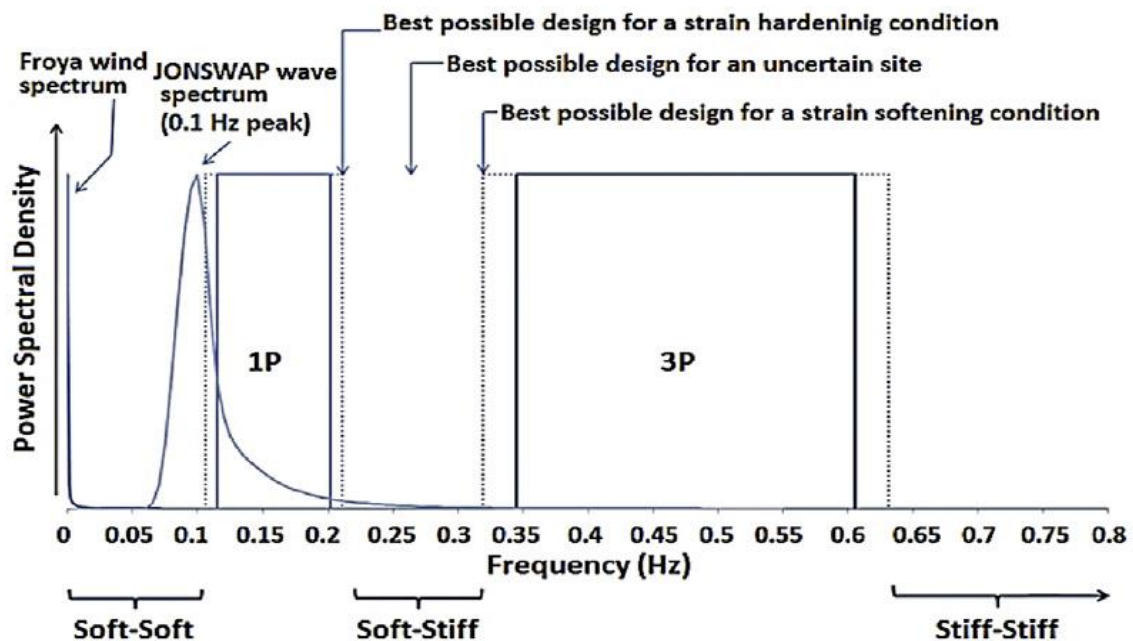 Best possible design for a strain hardeninig condition
Froya wind
spectrum
JONSWAP wave
spectrum
(0.1 Hz peak)
Best possible design for an uncertain site
Best possible design for a strain softening condition
Power Spectral Density
1P
3P
0 0.05 0.1 0.15 0.2 0.25 0.3 0.35 0.4 0.45 0.5 0.55 0.6 0.65 0.7 0.75 0.8
Frequency (Hz)
Soft-Soft Soft-Stiff Stiff-Stiff